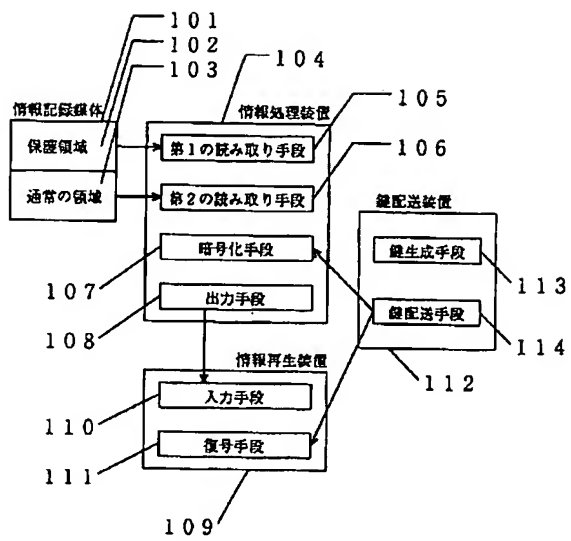 101
102
103
104
情報記録媒体
情報処理装置
105
保護領域
第1の読み取り手段
106
通常の領域
第2の読み取り手段
鍵配送装置
暗号化手段
鍵生成手段
107
113
出力手段
鍵配送手段
108
114
情報再生装置
112
入力手段
110
復号手段
111
109